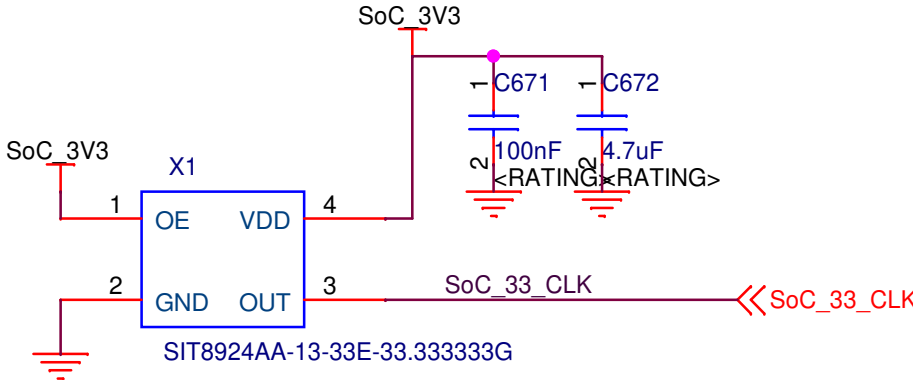 SoC_3V3
1 C671
1 C672
SoC_3V3
X1
2 100nF
2 4.7uF
<RATING>
<RATING>
1 OE VDD 4
2 GND OUT 3
SoC_33_CLK
SoC_33_CLK
SIT8924AA-13-33E-33.333333G